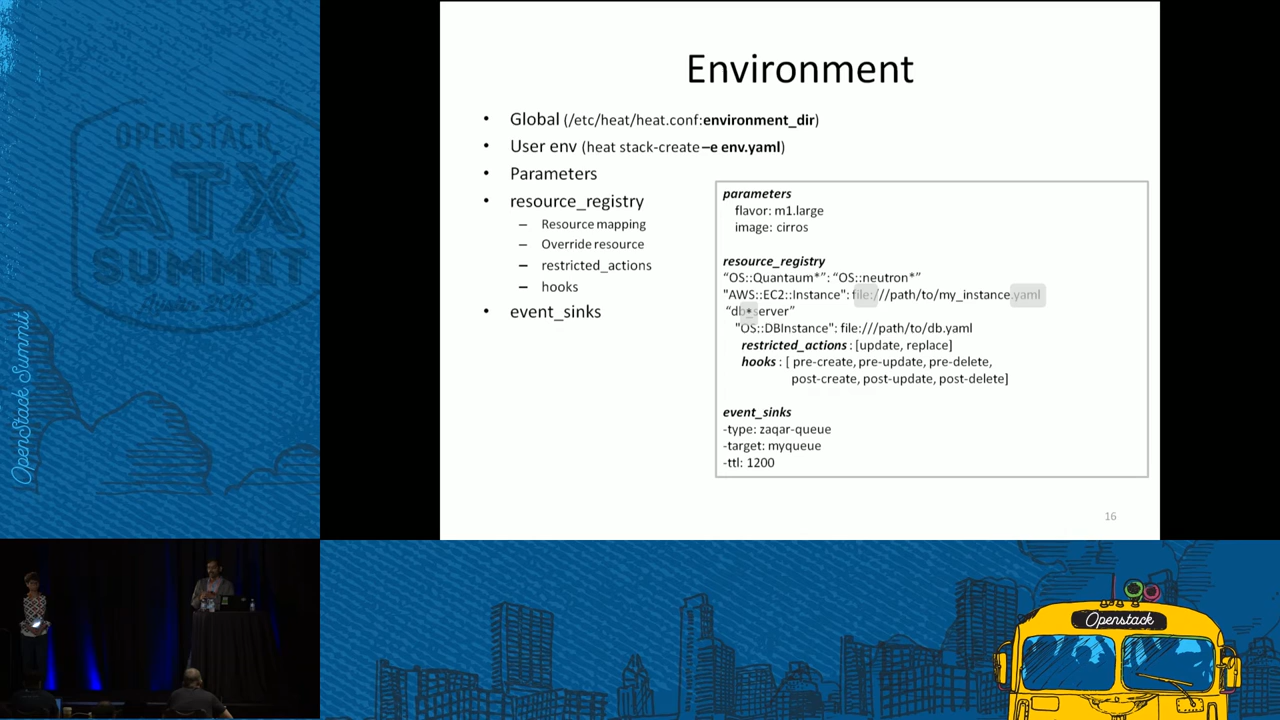 OPENSTACK
ATX
SUMMIT
OpenStack Summit
Environment
• Global (/etc/heat/heat.conf:environment_dir)
• User env (heat stack-create –e env.yaml)
• Parameters
• resource_registry
– Resource mapping
– Override resource
– restricted_actions
– hooks
• event_sinks
parameters
flavor: m1.large
image: cirros
resource_registry
“OS::Quantaum*”: “OS::neutron*”
"AWS::EC2::Instance": file:///path/to/my_instance.yaml
“db*server”
"OS::DBInstance": file:///path/to/db.yaml
restricted_actions : [update, replace]
hooks : [ pre-create, pre-update, pre-delete,
post-create, post-update, post-delete]
event_sinks
-type: zaqar-queue
-target: myqueue
-ttl: 1200
16
Openstack